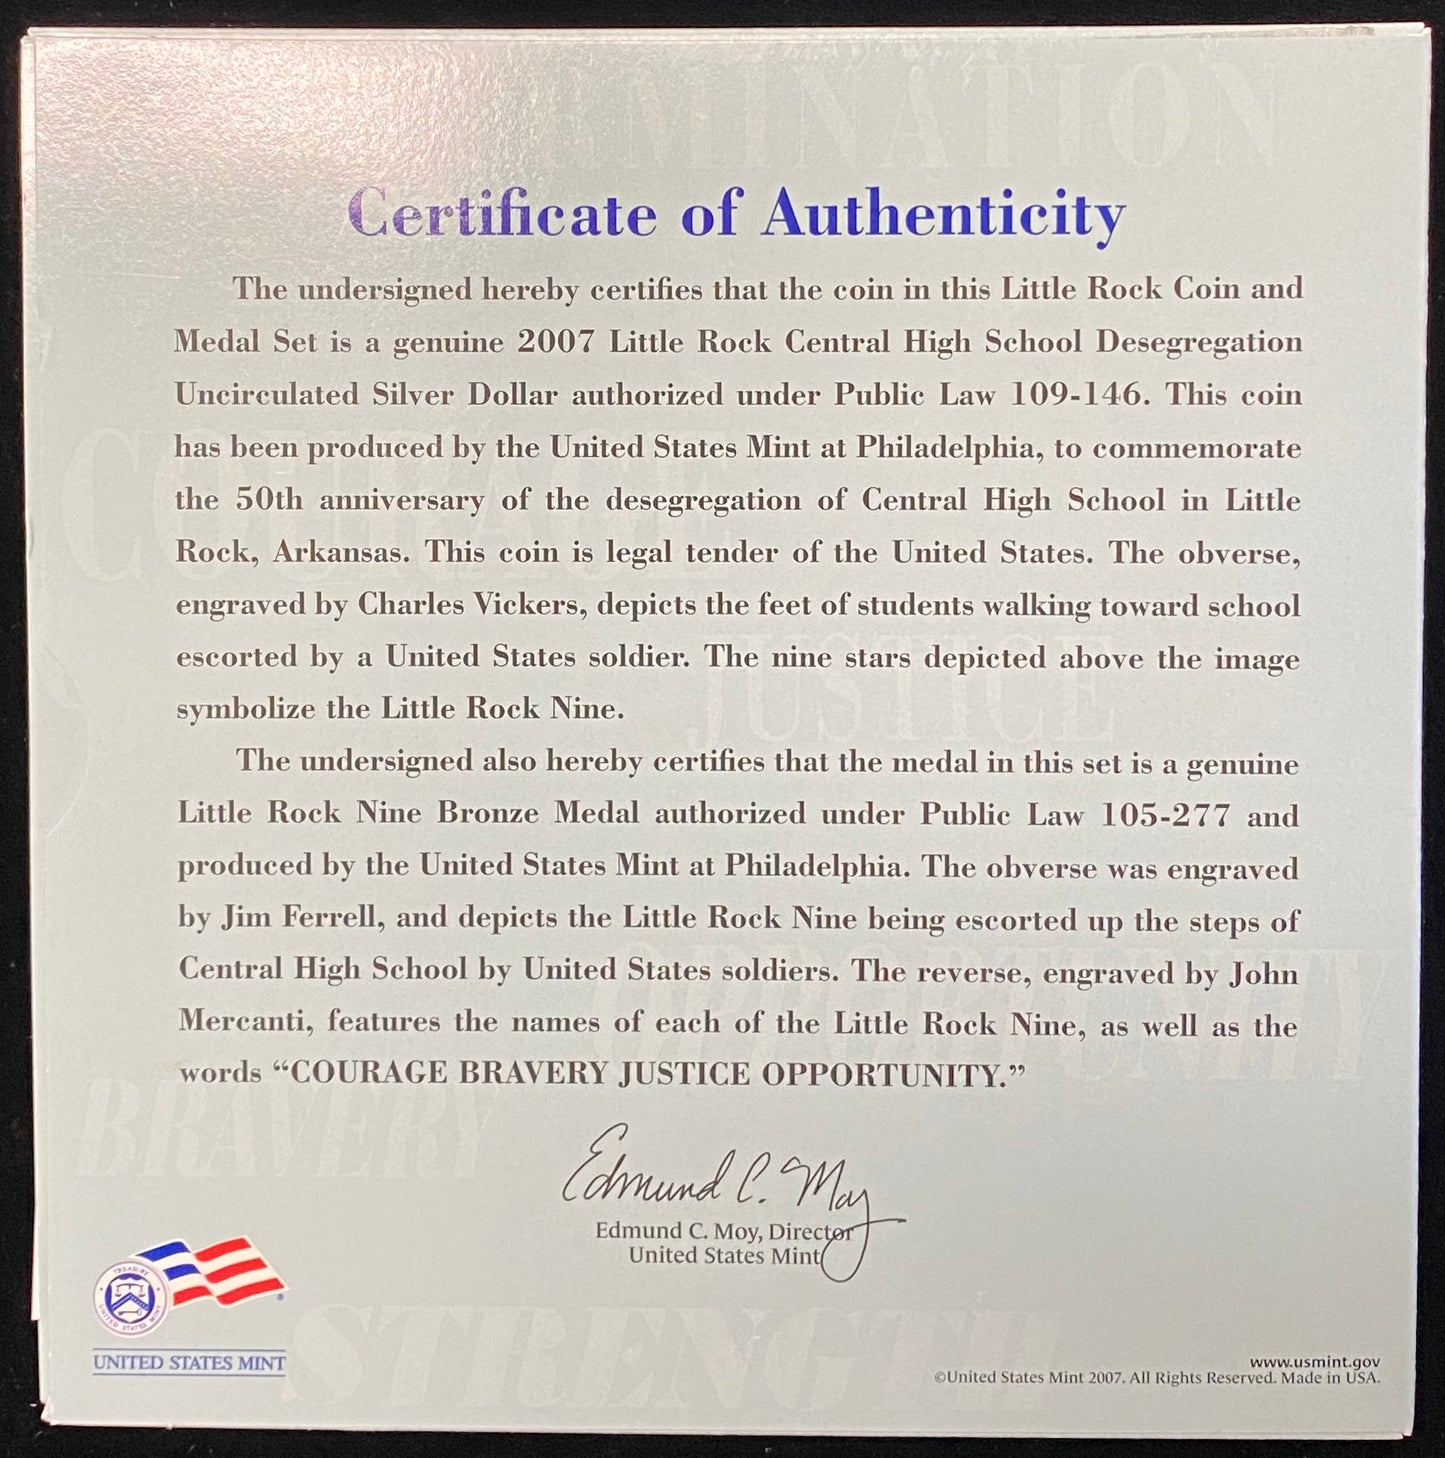 MINATION
Certificate of Authenticity
The undersigned hereby certifies that the coin in this Little Rock Coin and
Medal Set is a genuine 2007 Little Rock Central High School Desegregation
Uncirculated Silver Dollar authorized under Public Law 109-146. This coin
has been produced by the United States Mint at Philadelphia, to commemorate
the 50th anniversary of the desegregation of Central High School in Little
Rock, Arkansas. This coin is legal tender of the United States. The obverse,
engraved by Charles Vickers, depicts the feet of students walking toward school
escorted by a United States soldier. The nine stars depicted above the image
symbolize the Little Rock Nine.
JUSTICE
The undersigned also hereby certifies that the medal in this set is a genuine
Little Rock Nine Bronze Medal authorized under Public Law 105-277 and
produced by the United States Mint at Philadelphia. The obverse was engraved
by Jim Ferrell, and depicts the Little Rock Nine being escorted up the steps of
Central High School by United States soldiers. The reverse, engraved by John
Mercanti, features the names of each of the Little Rock Nine, as well as the
words “COURAGE BRAVERY JUSTICE OPPORTUNITY.”
OPPORTUNITY
BRAVERY
Edmund C. Moy
Edmund C. Moy, Director
United States Mint
STRENGTH
TREASURY
UNITED STATES MINT
UNITED STATES MINT
www.usmint.gov
©United States Mint 2007. All Rights Reserved. Made in USA.